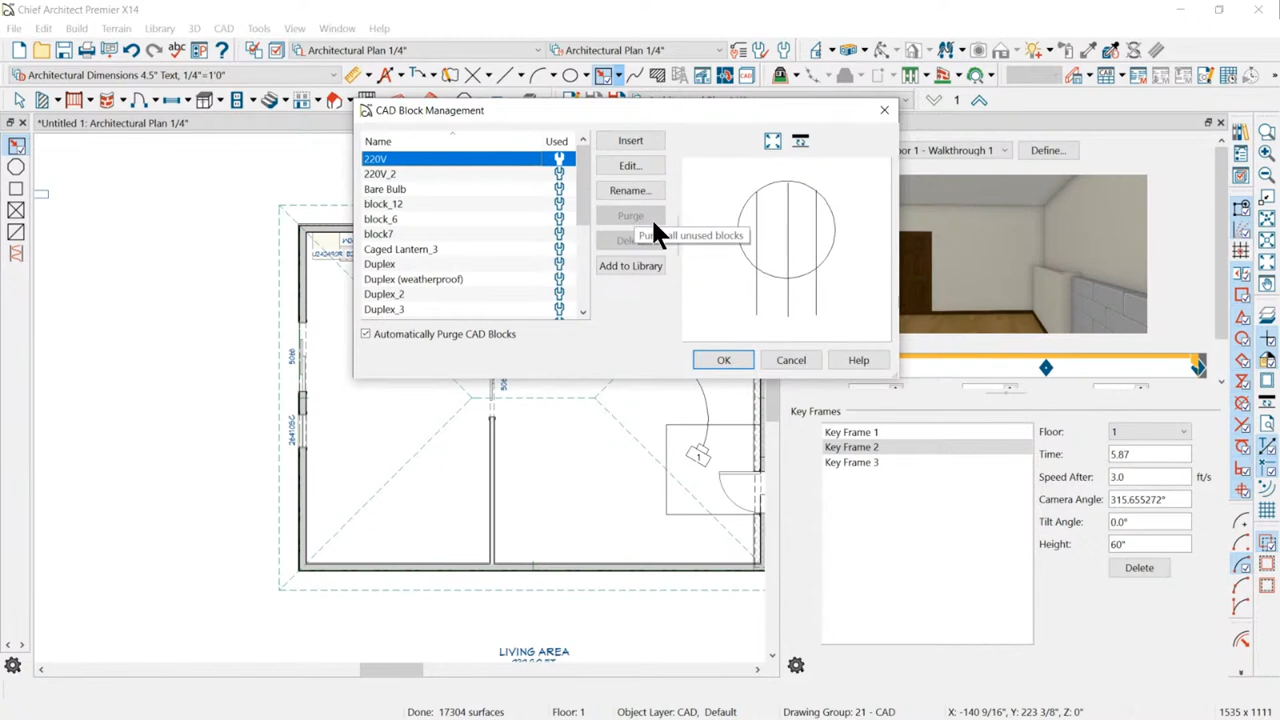 Chief Architect Premier X14
File Edit Build Terrain Library 3D CAD Tools View Window Help
Architectural Plan 1/4" Architectural Plan 1/4"
Architectural Dimensions 4.5" Text, 1/4"=1'0"
1
*Untitled 1: Architectural Plan 1/4"
CAD Block Management
Name Used
220V
220V_2
Bare Bulb
block_12
block_6
block7
Caged Lantern_3
Duplex
Duplex (weatherproof)
Duplex_2
Duplex_3
Insert
Edit...
Rename...
Purge
Purge all unused blocks
Add to Library
Automatically Purge CAD Blocks
OK Cancel Help
or 1 - Walkthrough 1
Define...
Key Frames
Key Frame 1
Key Frame 2
Key Frame 3
Floor: 1
Time: 5.87
Speed After: 3.0 ft/s
Camera Angle: 315.655272°
Tilt Angle: 0.0°
Height: 60"
Delete
5060
264105C
1
LIVING AREA
Done: 17304 surfaces Floor: 1 Object Layer: CAD, Default Drawing Group: 21 - CAD X: -140 9/16", Y: 223 3/8", Z: 0" 1535 x 1111